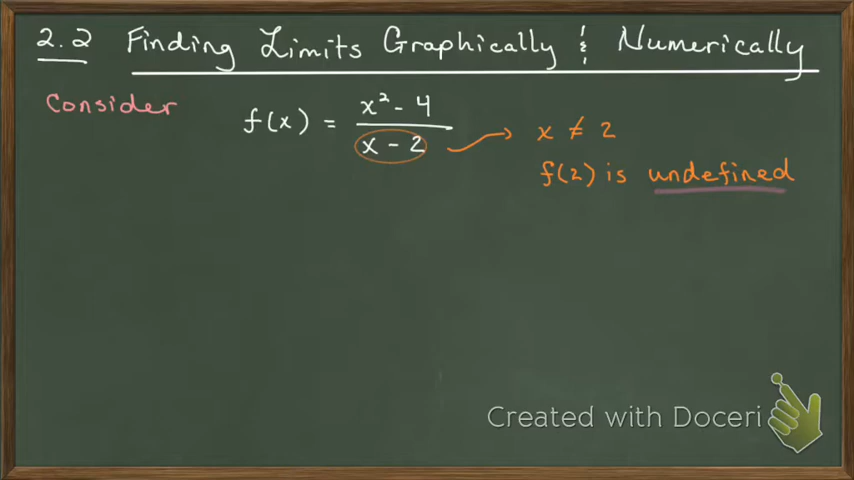 2.2 Finding Limits Graphically & Numerically
Consider f(x) = x² - 4 / x - 2
x ≠ 2
f(2) is undefined
Created with Doceri